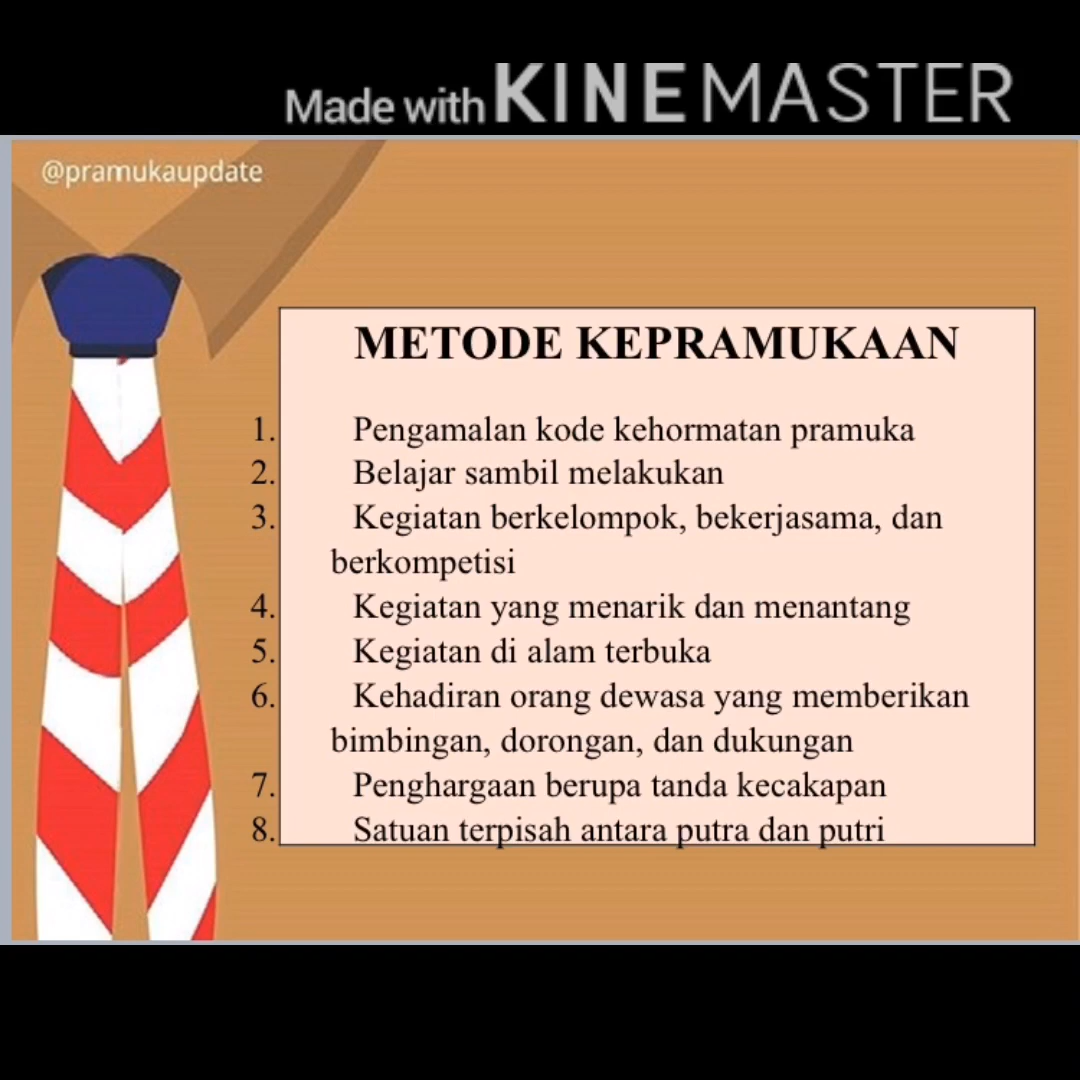 Made with KINEMASTER
@pramukaupdate
METODE KEPRAMUKAAN
1. Pengamalan kode kehormatan pramuka
2. Belajar sambil melakukan
3. Kegiatan berkelompok, bekerjasama, dan
berkompetisi
4. Kegiatan yang menarik dan menantang
5. Kegiatan di alam terbuka
6. Kehadiran orang dewasa yang memberikan
bimbingan, dorongan, dan dukungan
7. Penghargaan berupa tanda kecakapan
8. Satuan terpisah antara putra dan putri